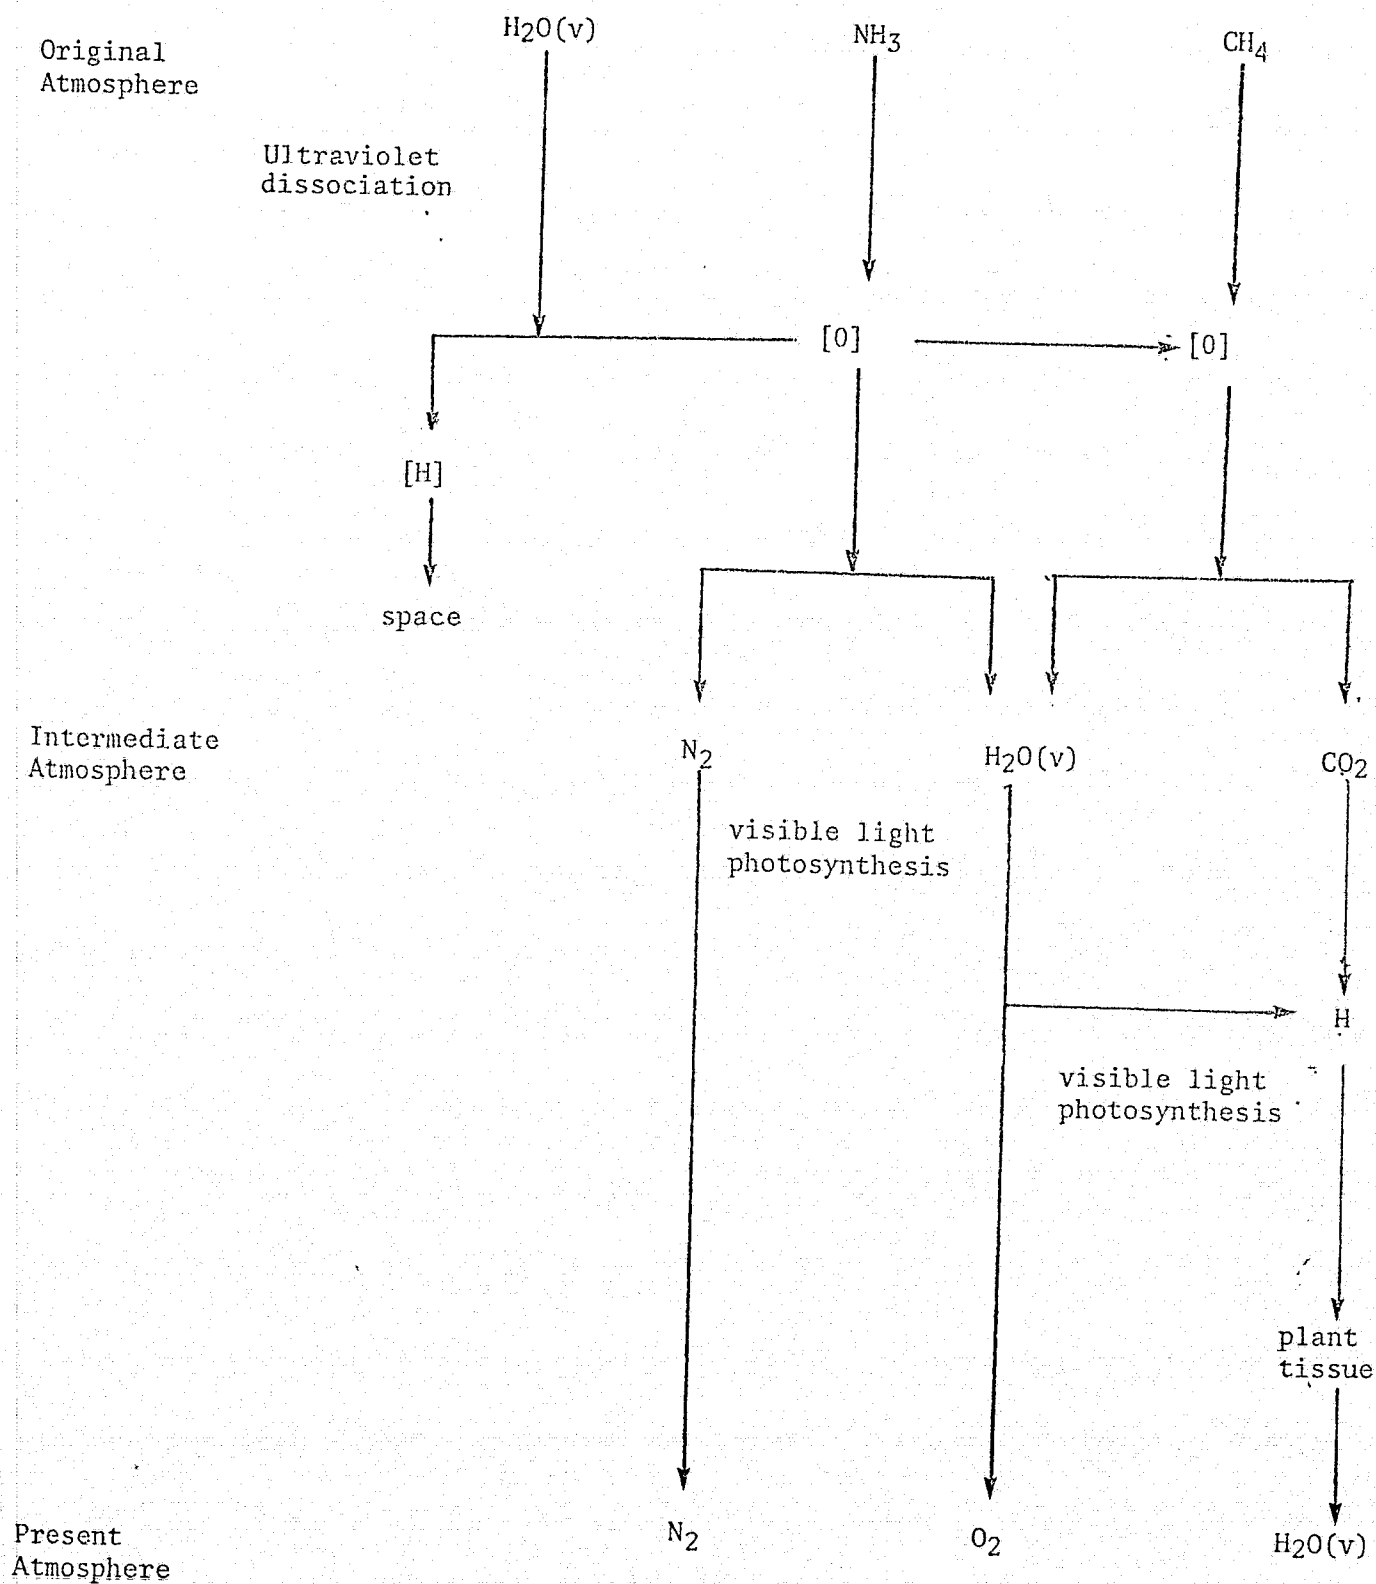 H2O(v)
NH3
CH4
Original
Atmosphere
Ultraviolet
dissociation
[O]
[O]
[H]
space
Intermediate
Atmosphere
N2
H2O(v)
CO2
visible light
photosynthesis
H
visible light
photosynthesis
plant
tissue
Present
Atmosphere
N2
O2
H2O(v)